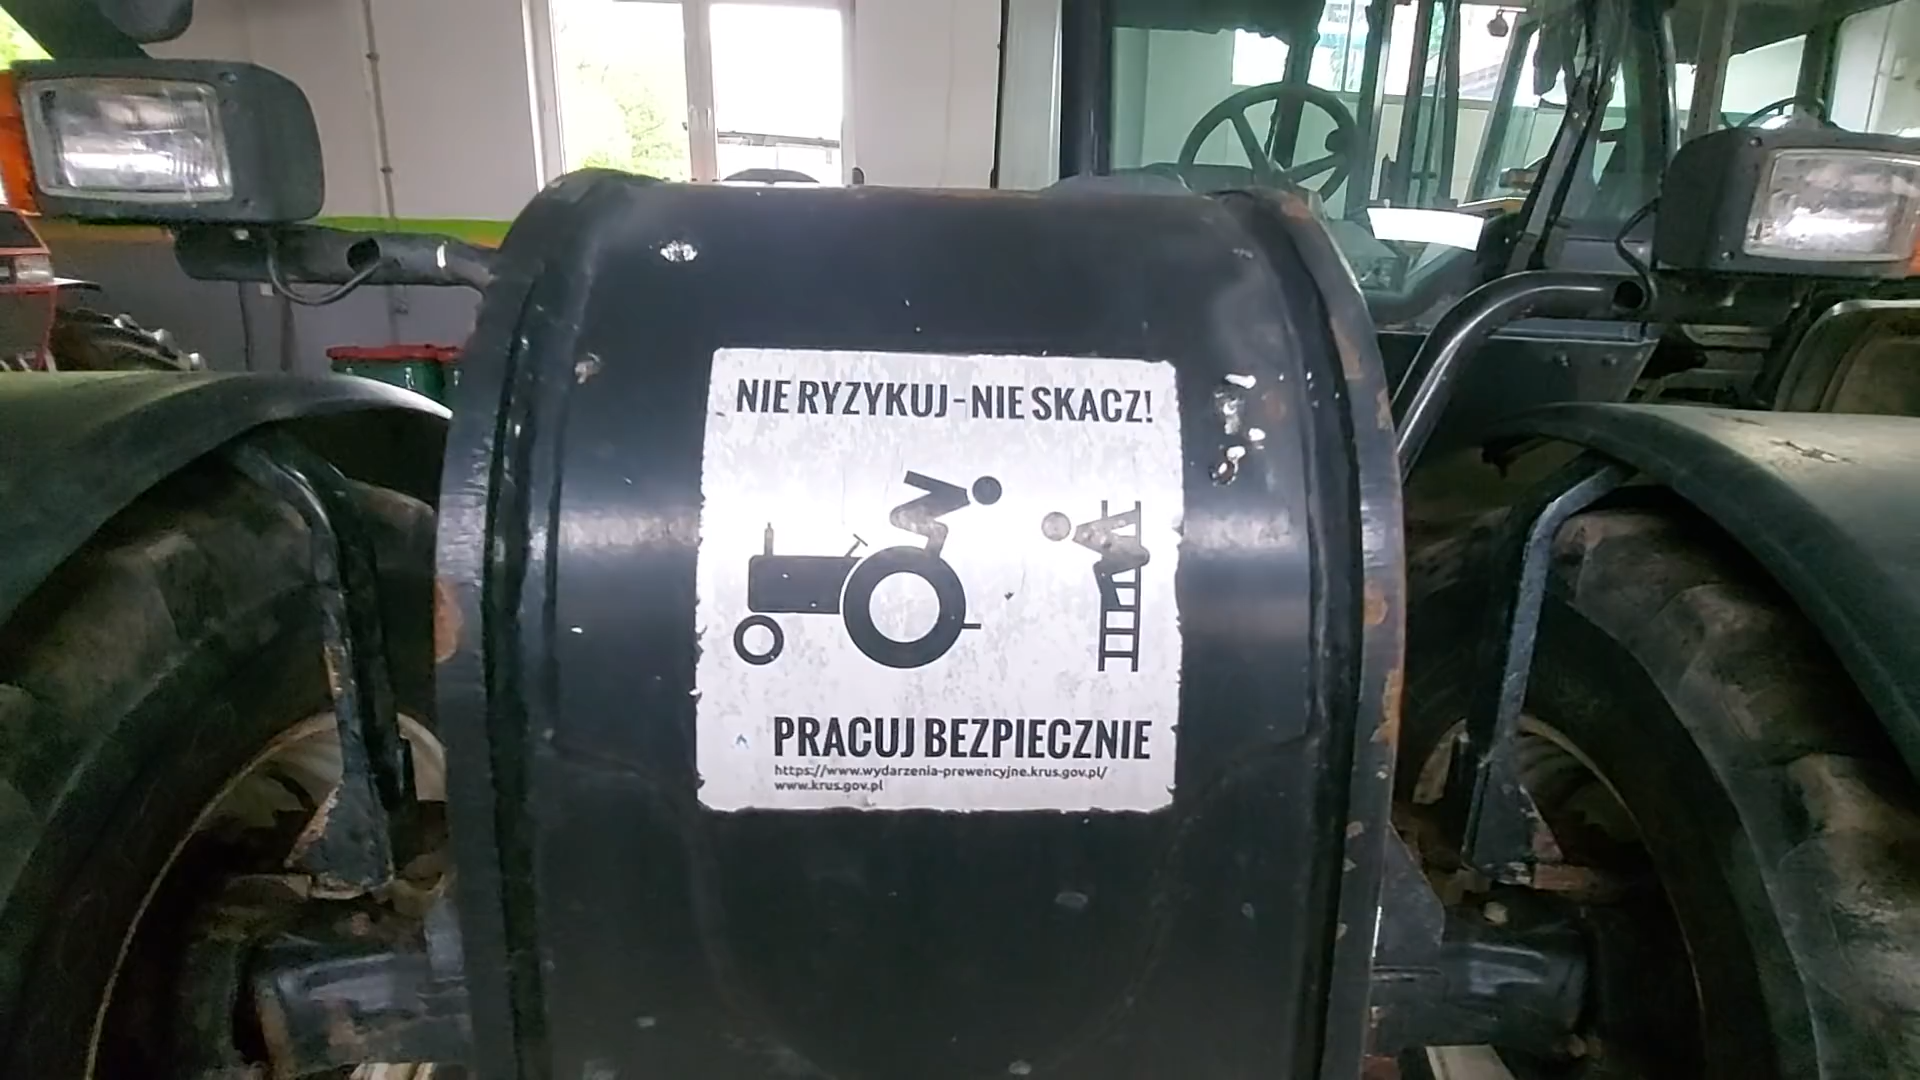 NIE RYZYKUJ - NIE SKACZ!
PRACUJ BEZPIECZNIE
https://www.wydarzenia-prewencyjne.krus.gov.pl/
www.krus.gov.pl